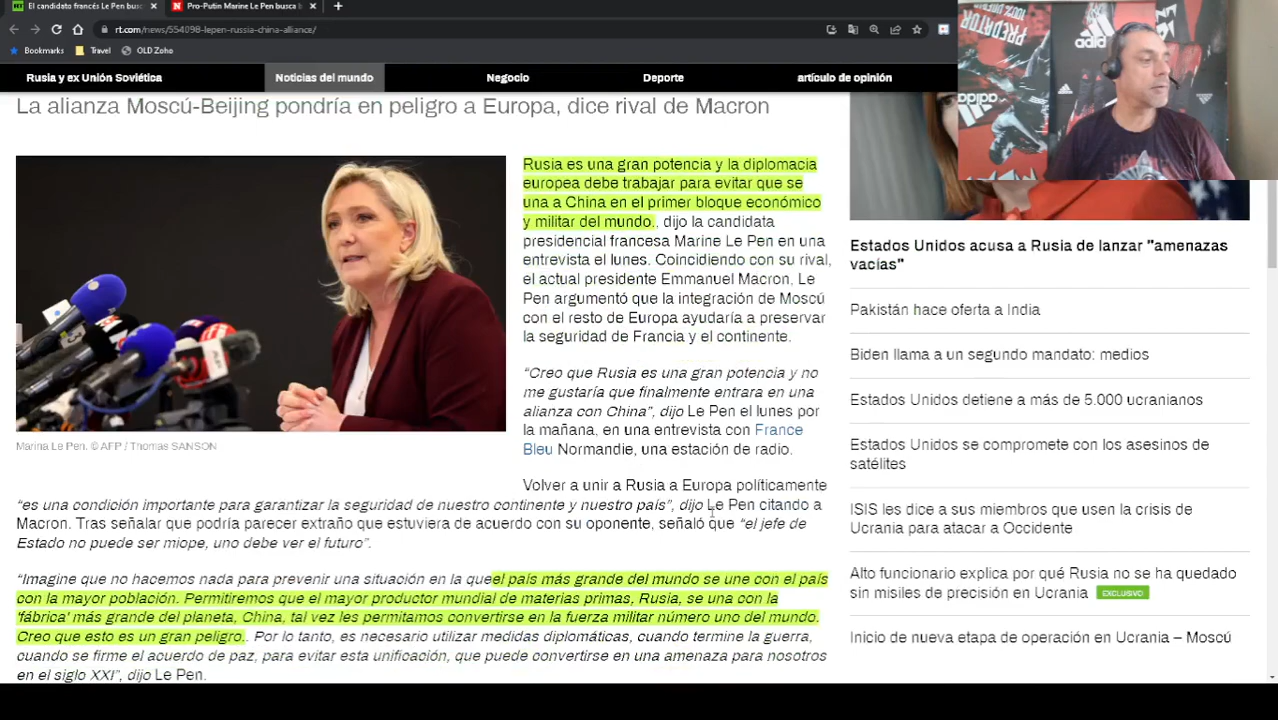 El candidato francés Le Pen bus
Pro-Putin Marine Le Pen busca
rt.com/news/554098-lepen-russia-china-alliance/
Bookmarks
Travel
OLD Zoho
Rusia y ex Unión Soviética
Noticias del mundo
Negocio
Deporte
artículo de opinión
La alianza Moscú-Beijing pondría en peligro a Europa, dice rival de Macron
Marina Le Pen. © AFP / Thomas SANSON
Rusia es una gran potencia y la diplomacia
europea debe trabajar para evitar que se
una a China en el primer bloque económico
y militar del mundo., dijo la candidata
presidencial francesa Marine Le Pen en una
entrevista el lunes. Coincidiendo con su rival,
el actual presidente Emmanuel Macron, Le
Pen argumentó que la integración de Moscú
con el resto de Europa ayudaría a preservar
la seguridad de Francia y el continente.
“Creo que Rusia es una gran potencia y no
me gustaría que finalmente entrara en una
alianza con China”, dijo Le Pen el lunes por
la mañana, en una entrevista con France
Bleu Normandie, una estación de radio.
Volver a unir a Rusia a Europa políticamente
“es una condición importante para garantizar la seguridad de nuestro continente y nuestro país”, dijo Le Pen citando a
Macron. Tras señalar que podría parecer extraño que estuviera de acuerdo con su oponente, señaló que “el jefe de
Estado no puede ser miope, uno debe ver el futuro”.
“Imagine que no hacemos nada para prevenir una situación en la queel país más grande del mundo se une con el país
con la mayor población. Permitiremos que el mayor productor mundial de materias primas, Rusia, se una con la
'fábrica' más grande del planeta, China, tal vez les permitamos convertirse en la fuerza militar número uno del mundo.
Creo que esto es un gran peligro.. Por lo tanto, es necesario utilizar medidas diplomáticas, cuando termine la guerra,
cuando se firme el acuerdo de paz, para evitar esta unificación, que puede convertirse en una amenaza para nosotros
en el siglo XXI”, dijo Le Pen.
Estados Unidos acusa a Rusia de lanzar "amenazas
vacías"
Pakistán hace oferta a India
Biden llama a un segundo mandato: medios
Estados Unidos detiene a más de 5.000 ucranianos
Estados Unidos se compromete con los asesinos de
satélites
ISIS les dice a sus miembros que usen la crisis de
Ucrania para atacar a Occidente
Alto funcionario explica por qué Rusia no se ha quedado
sin misiles de precisión en Ucrania EXCLUSIVO
Inicio de nueva etapa de operación en Ucrania – Moscú
PREDATOR
100% UNFAIR
adidas
adidas